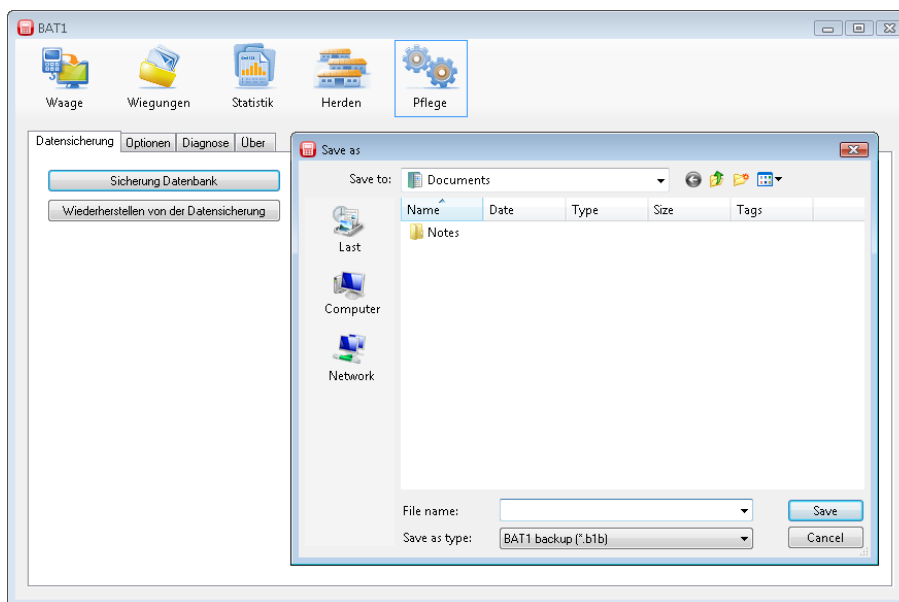 BAT1
Waage Wiegungen Statistik Herden Pflege
Datensicherung Optionen Diagnose Über
Sicherung Datenbank
Wiederherstellen von der Datensicherung
Save as
Save to: Documents
Name Date Type Size Tags
Notes
Last
Computer
Network
File name:
Save
Save as type: BAT1 backup (*.b1b)
Cancel